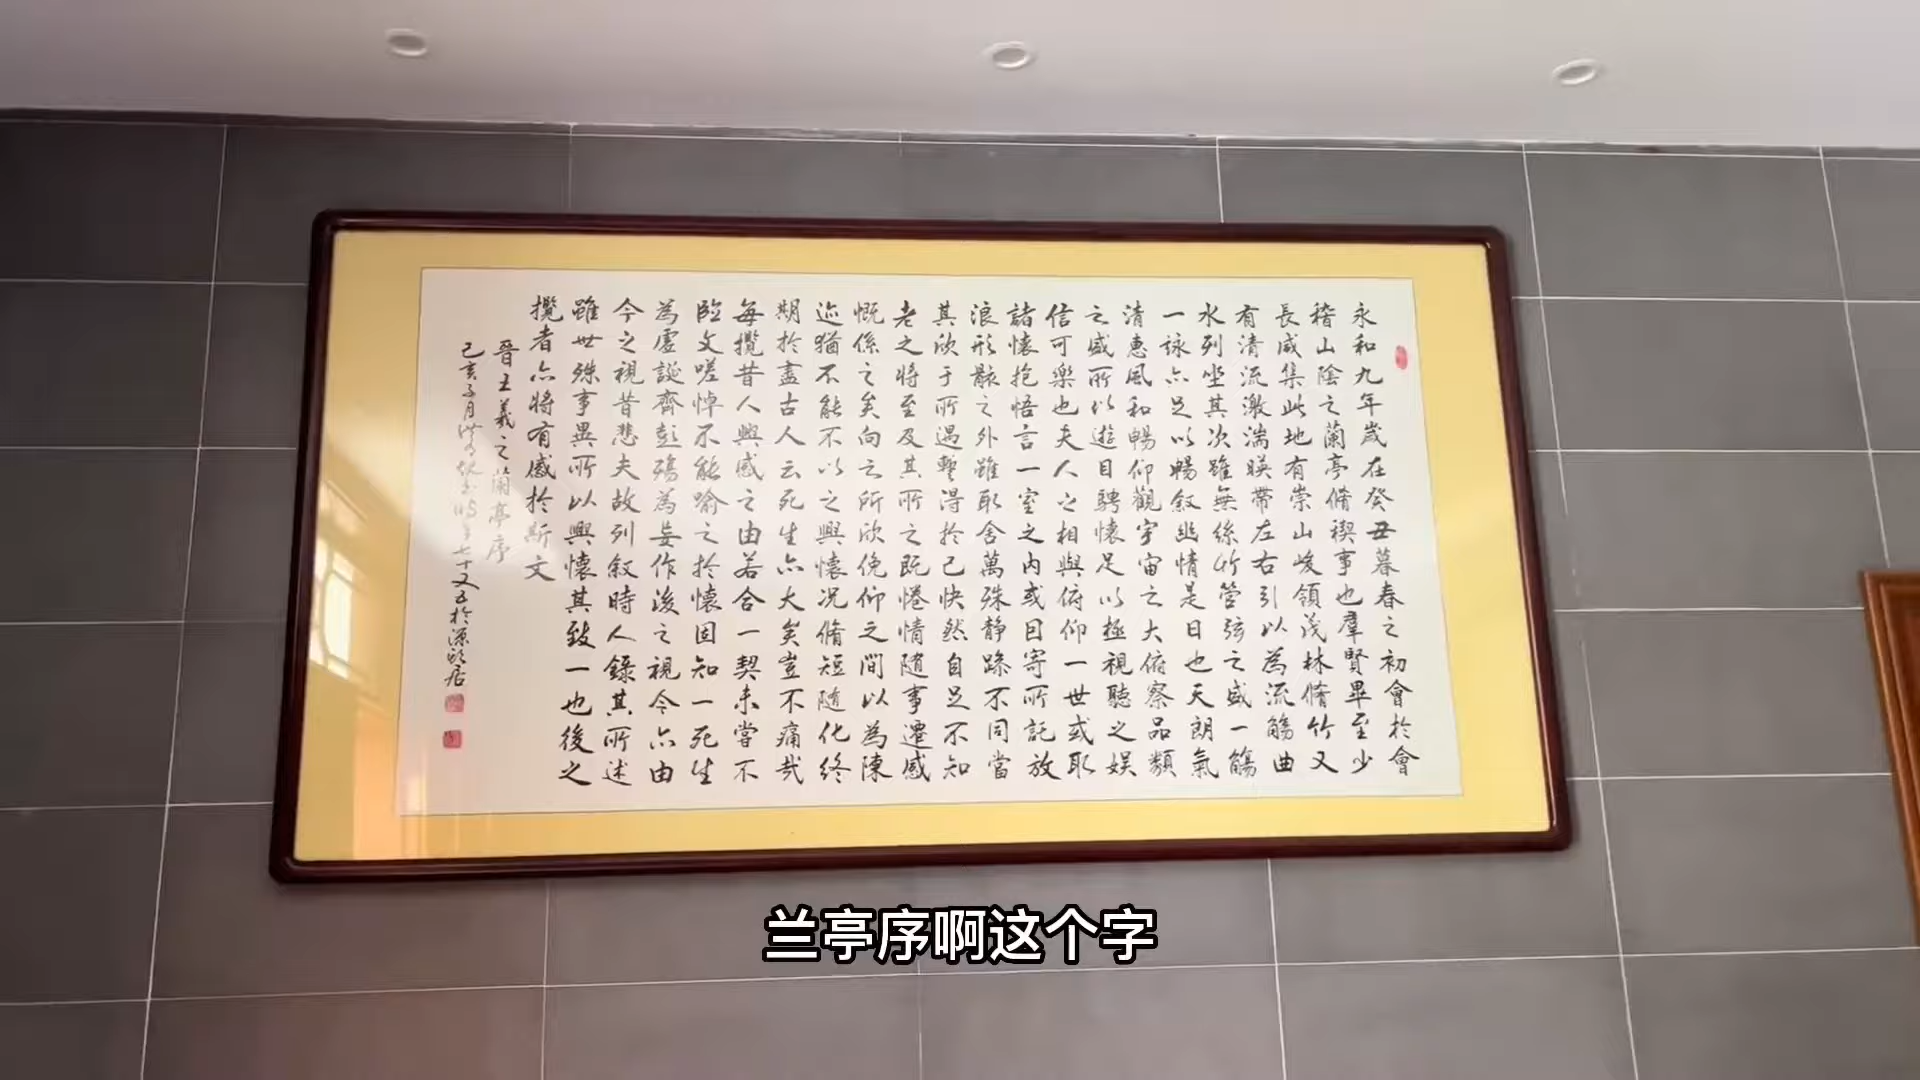 永和九年歲在癸丑暮春之初會於會
稽山陰之蘭亭脩稧事也羣賢畢至少
長咸集此地有崇山峻領茂林脩竹又
有清流激湍暎帶左右引以為流觴曲
水列坐其次雖無絲竹管弦之盛一觴
一詠亦足以暢叙幽情是日也天朗氣
清惠風和暢仰觀宇宙之大俯察品類
之盛所以遊目騁懷足以極視聽之娛
信可樂也夫人之相與俯仰一世或取
諸懷抱悟言一室之內或因寄所託放
浪形骸之外雖取舍萬殊静躁不同當
其欣于所遇暫得於己快然自足不知
老之將至及其所之既惓情隨事遷感
慨係之矣向之所欣俛仰之間以為陳
迹猶不能不以之興懷況脩短隨化終
期於盡古人云死生亦大矣豈不痛哉
每攬昔人興感之由若合一契未嘗不
臨文嗟悼不能喻之於懷固知一死生
為虛誕齊彭殤為妄作後之視今亦由
今之視昔悲夫故列叙時人錄其所述
雖世殊事異所以興懷其致一也後之
攬者亦將有感於斯文
晉王羲之蘭亭序
己亥子月 七十又五於源 居
兰亭序啊这个字